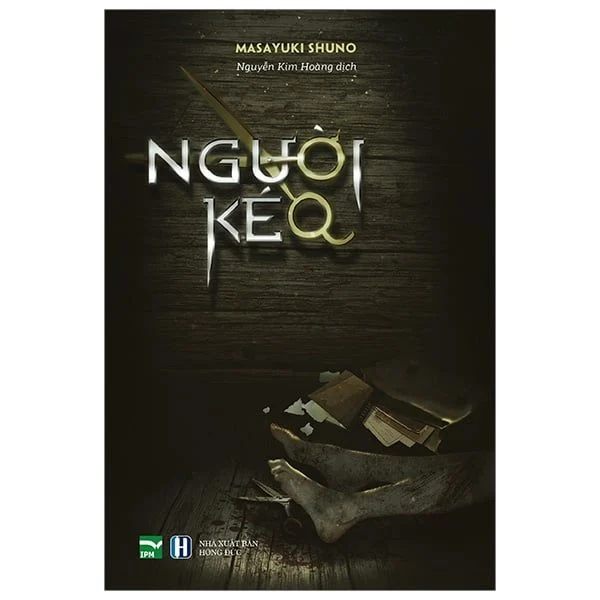 MASAYUKI SHUNO
Nguyễn Kim Hoàng dịch
NGƯỜI
KÉO
IPM
H
NHÀ XUẤT BẢN
HỒNG ĐỨC